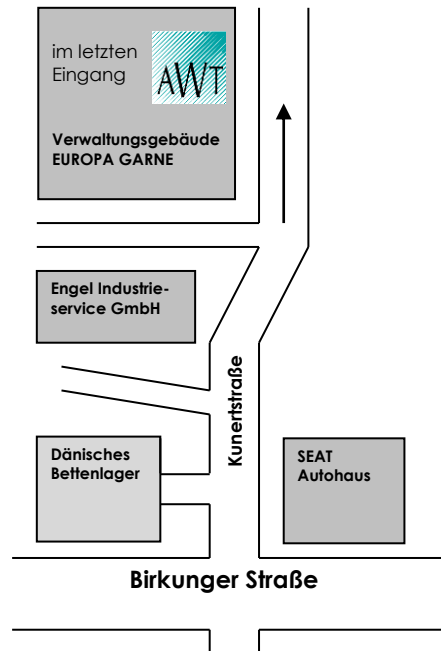 im letzten
Eingang
AWT
Verwaltungsgebäude
EUROPA GARNE
Engel Industrie-
service GmbH
Kunertstraße
Dänisches
Bettenlager
SEAT
Autohaus
Birkunger Straße